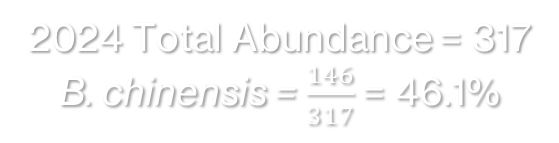 2024 Total Abundance = 317
B. chinensis = 146/317 = 46.1%